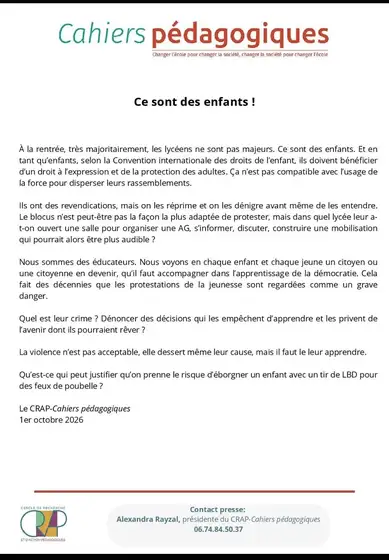 Cahiers pédagogiques
Changer l'école pour changer la société, changer la société pour changer l'école
Ce sont des enfants !
À la rentrée, très majoritairement, les lycéens ne sont pas majeurs. Ce sont des enfants. Et en
tant qu'enfants, selon la Convention internationale des droits de l'enfant, ils doivent bénéficier
d'un droit à l'expression et de la protection des adultes. Ça n'est pas compatible avec l'usage de
la force pour disperser leurs rassemblements.
Ils ont des revendications, mais on les réprime et on les dénigre avant même de les entendre.
Le blocus n'est peut-être pas la façon la plus adaptée de protester, mais dans quel lycée leur a-
t-on ouvert une salle pour organiser une AG, s'informer, discuter, construire une mobilisation
qui pourrait alors être plus audible ?
Nous sommes des éducateurs. Nous voyons en chaque enfant et chaque jeune un citoyen ou
une citoyenne en devenir, qu'il faut accompagner dans l'apprentissage de la démocratie. Cela
fait des décennies que les protestations de la jeunesse sont regardées comme un grave
danger.
Quel est leur crime ? Dénoncer des décisions qui les empêchent d'apprendre et les privent de
l'avenir dont ils pourraient rêver ?
La violence n'est pas acceptable, elle dessert même leur cause, mais il faut le leur apprendre.
Qu'est-ce qui peut justifier qu'on prenne le risque d'éborgner un enfant avec un tir de LBD pour
des feux de poubelle ?
Le CRAP-Cahiers pédagogiques
1er octobre 2026
CERCLE DE RECHERCHE
CRAP
ET D'ACTION PÉDAGOGIQUES
Contact presse:
Alexandra Rayzal, présidente du CRAP-Cahiers pédagogiques
06.74.84.50.37